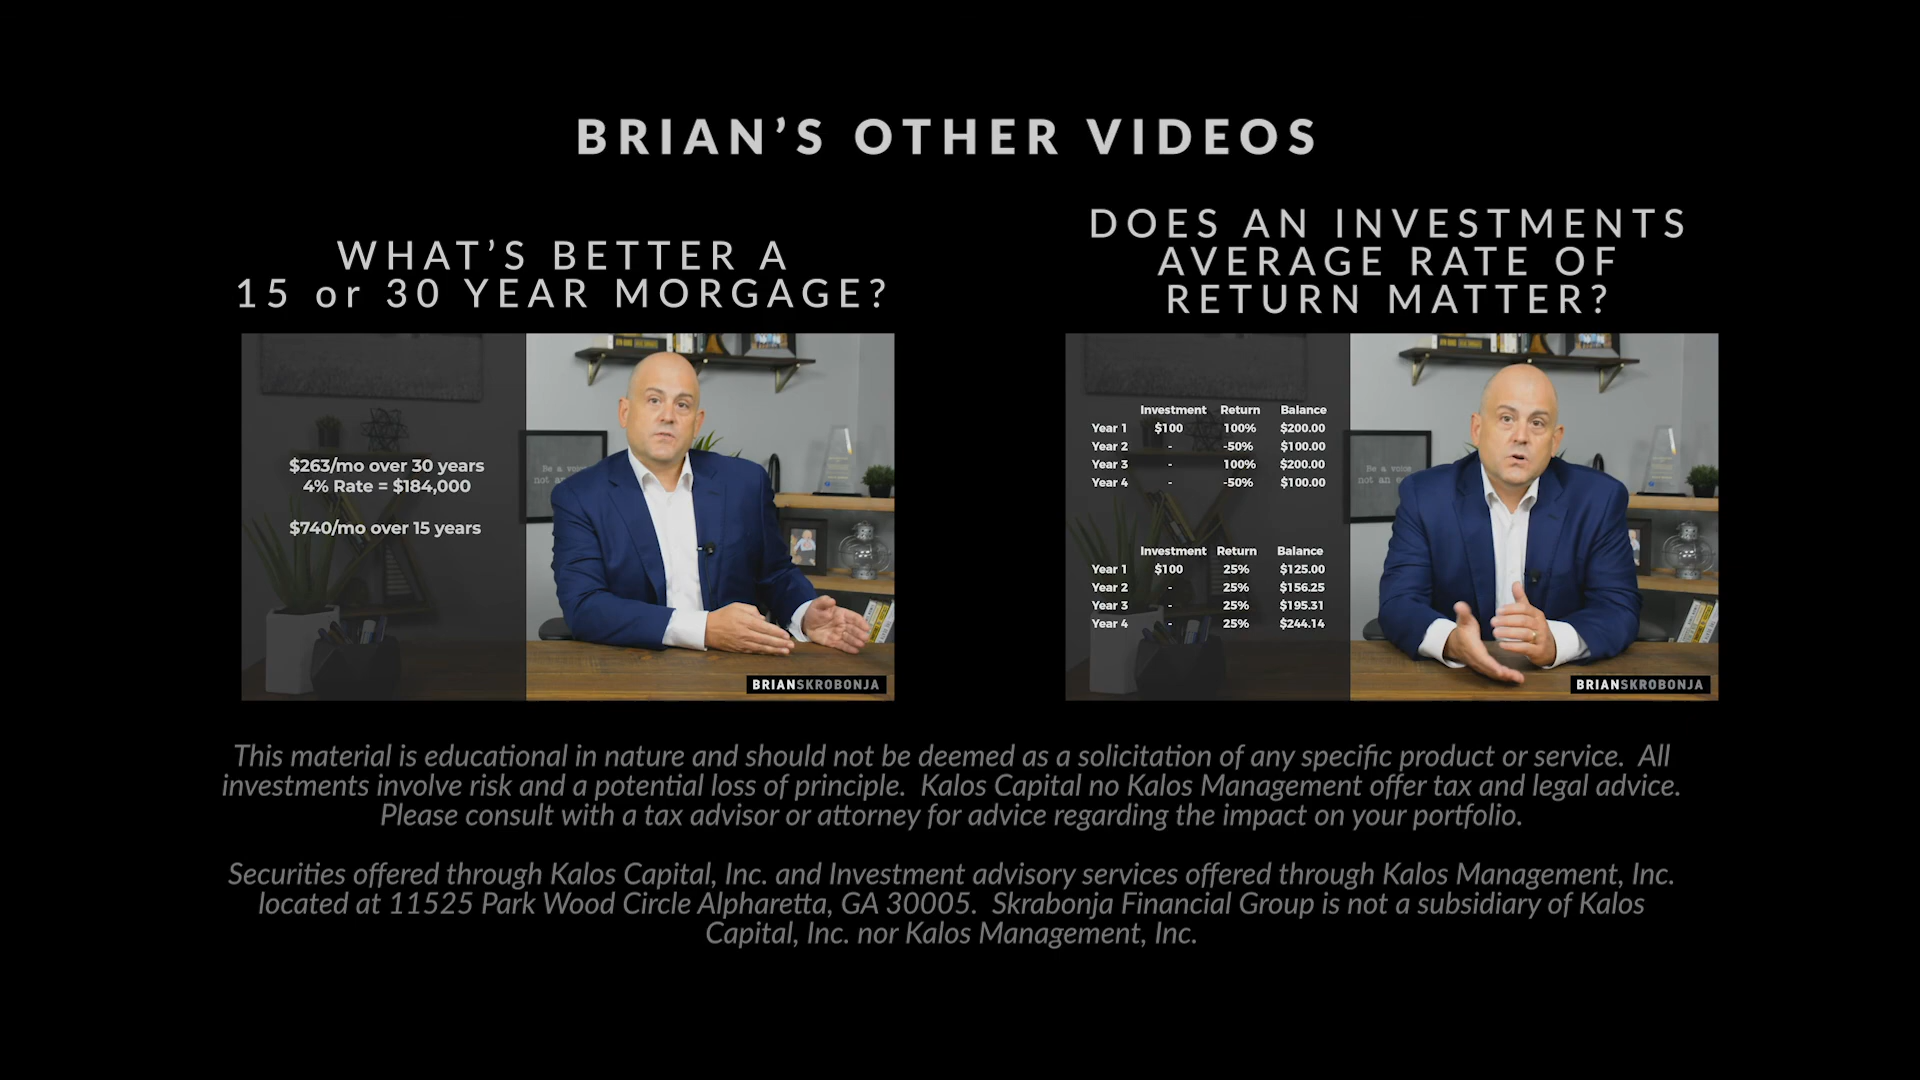 BRIAN’S OTHER VIDEOS
WHAT’S BETTER A
15 or 30 YEAR MORGAGE?
$263/mo over 30 years
4% Rate = $184,000
$740/mo over 15 years
Be a voice
not an
BRIANSKROBONJA
DOES AN INVESTMENTS
AVERAGE RATE OF
RETURN MATTER?
Investment Return Balance
Year 1 $100 100% $200.00
Year 2 - -50% $100.00
Year 3 - 100% $200.00
Year 4 - -50% $100.00
Investment Return Balance
Year 1 $100 25% $125.00
Year 2 - 25% $156.25
Year 3 - 25% $195.31
Year 4 - 25% $244.14
Be a voice
not an
BRIANSKROBONJA
This material is educational in nature and should not be deemed as a solicitation of any specific product or service. All
investments involve risk and a potential loss of principle. Kalos Capital no Kalos Management offer tax and legal advice.
Please consult with a tax advisor or attorney for advice regarding the impact on your portfolio.
Securities offered through Kalos Capital, Inc. and Investment advisory services offered through Kalos Management, Inc.
located at 11525 Park Wood Circle Alpharetta, GA 30005. Skrabonja Financial Group is not a subsidiary of Kalos
Capital, Inc. nor Kalos Management, Inc.